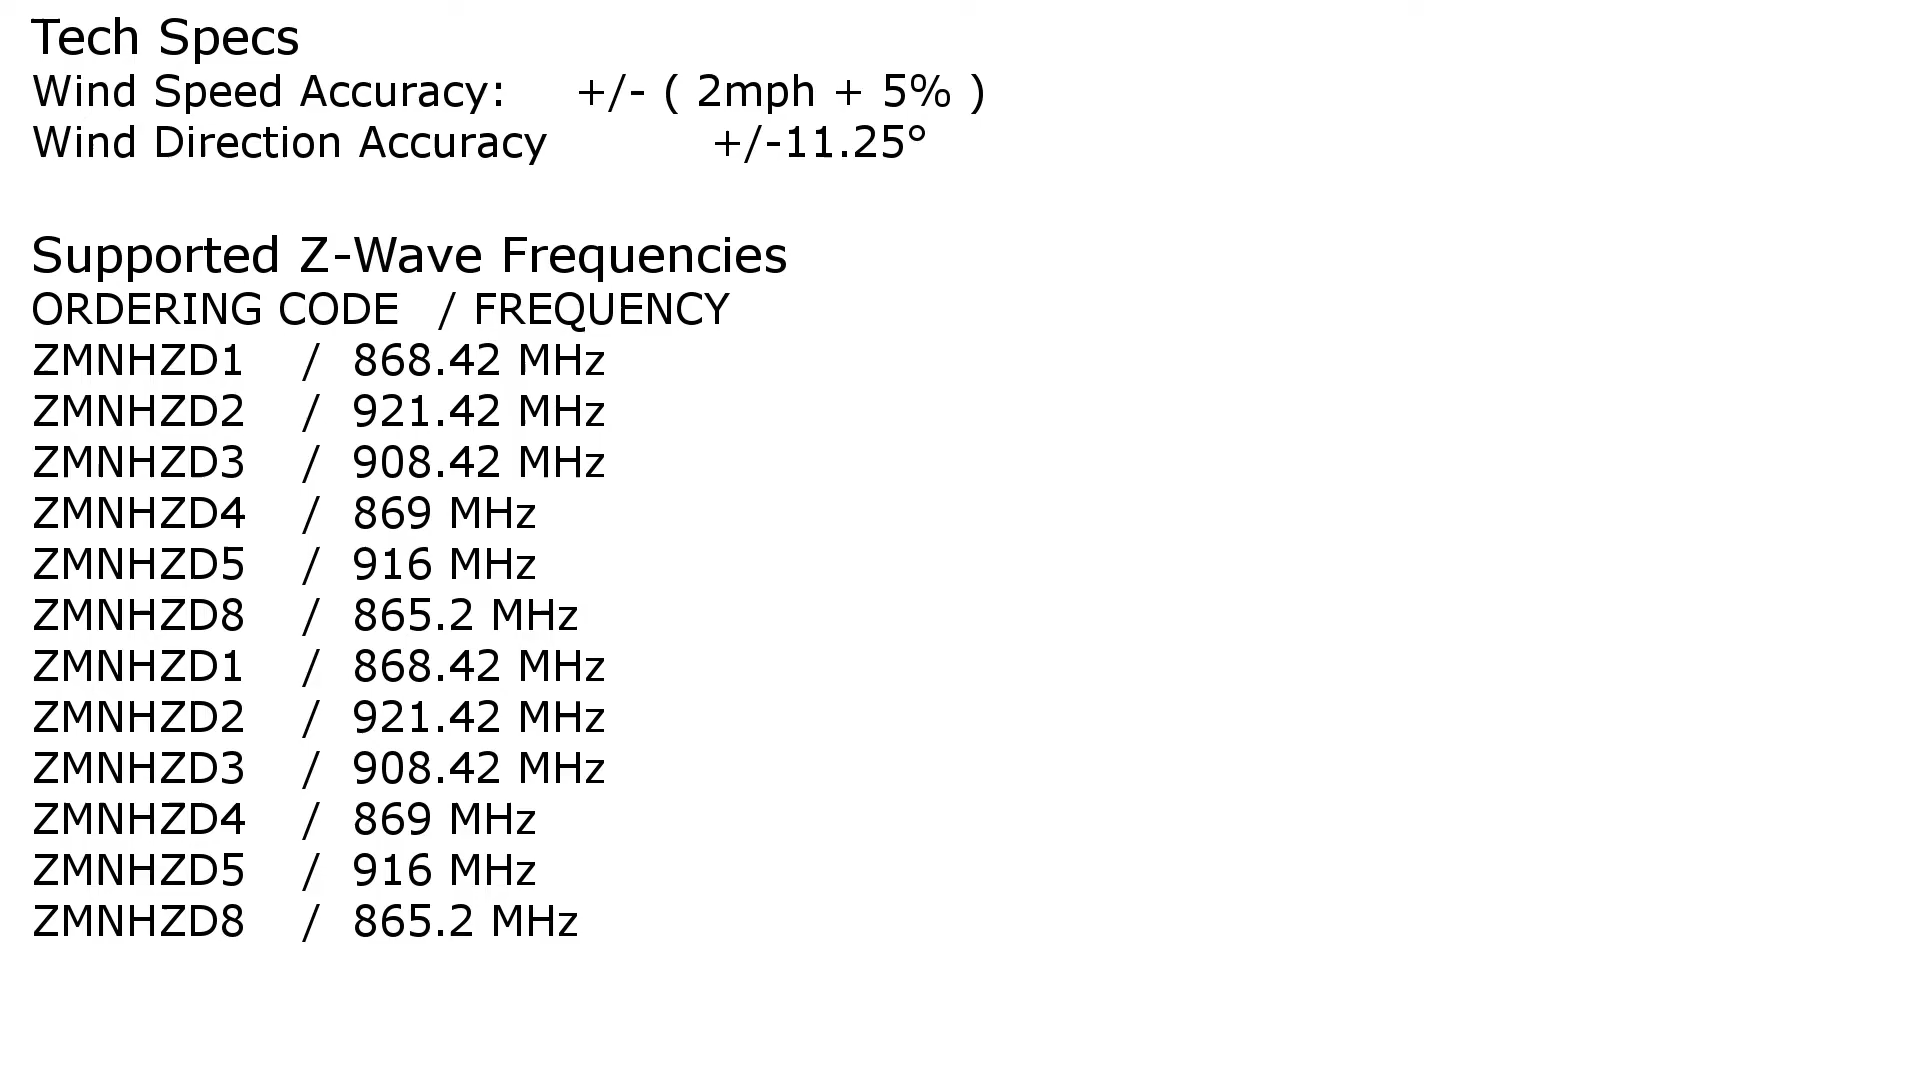 Tech Specs
Wind Speed Accuracy: +/- ( 2mph + 5% )
Wind Direction Accuracy +/-11.25°
Supported Z-Wave Frequencies
ORDERING CODE / FREQUENCY
ZMNHZD1 / 868.42 MHz
ZMNHZD2 / 921.42 MHz
ZMNHZD3 / 908.42 MHz
ZMNHZD4 / 869 MHz
ZMNHZD5 / 916 MHz
ZMNHZD8 / 865.2 MHz
ZMNHZD1 / 868.42 MHz
ZMNHZD2 / 921.42 MHz
ZMNHZD3 / 908.42 MHz
ZMNHZD4 / 869 MHz
ZMNHZD5 / 916 MHz
ZMNHZD8 / 865.2 MHz